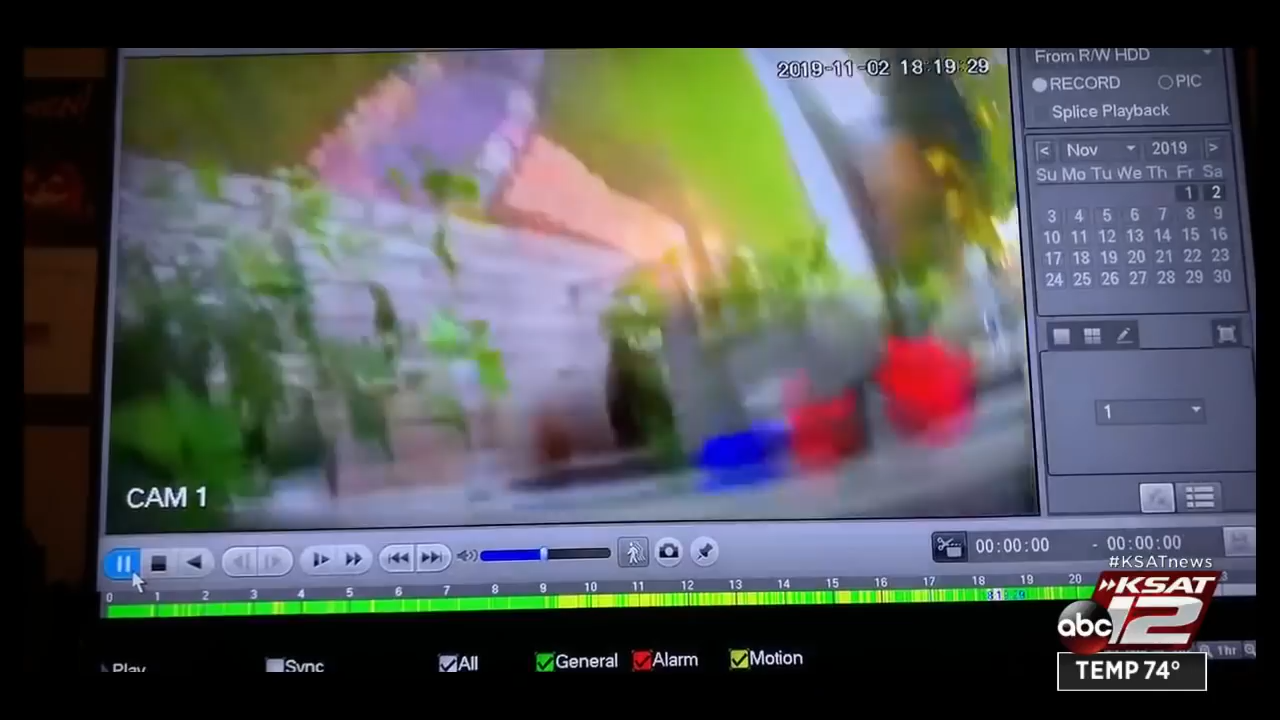 From R/W HDD
2019-11-02 18:19:29
RECORD PIC
Splice Playback
< Nov 2019 >
Su Mo Tu We Th Fr Sa
1 2
3 4 5 6 7 8 9
10 11 12 13 14 15 16
17 18 19 20 21 22 23
24 25 26 27 28 29 30
1
CAM 1
00:00:00 - 00:00:00
#KSATnews
0 1 2 3 4 5 6 7 8 9 10 11 12 13 14 15 16 17 18 19 20
KSAT
abc 12
Play Sync All General Alarm Motion
1hr
TEMP 74°